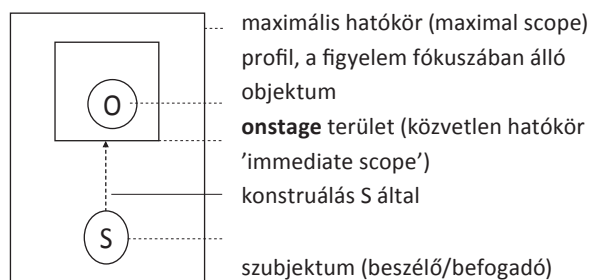 maximális hatókör (maximal scope)
profil, a figyelem fókuszában álló
objektum
O
onstage terület (közvetlen hatókör
’immediate scope’)
konstruálás S által
S
szubjektum (beszélő/befogadó)